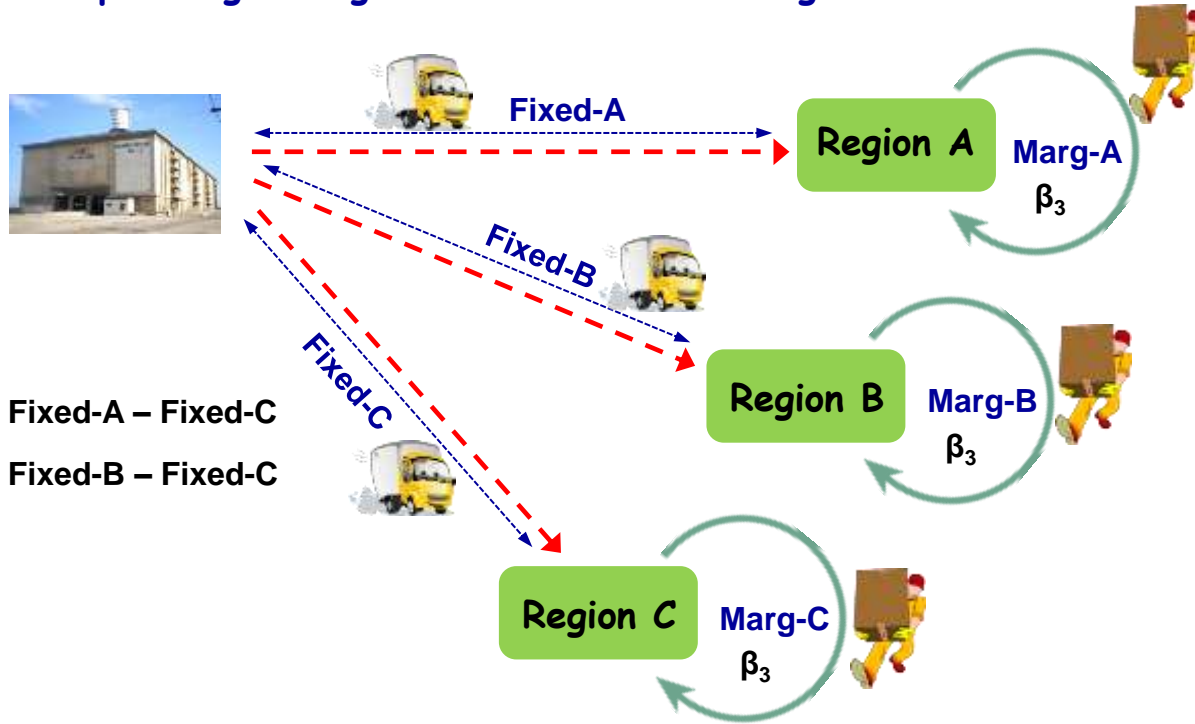 Fixed-A
Region A
Marg-A
β₃
Fixed-B
Region B
Marg-B
β₃
Fixed-C
Fixed-A – Fixed-C
Fixed-B – Fixed-C
Region C
Marg-C
β₃